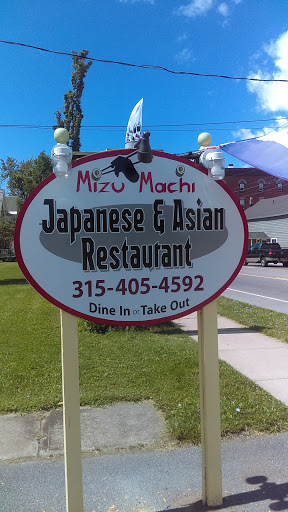 Mizu Machi
Japanese & Asian
Restaurant
315-405-4592
Dine In or Take Out